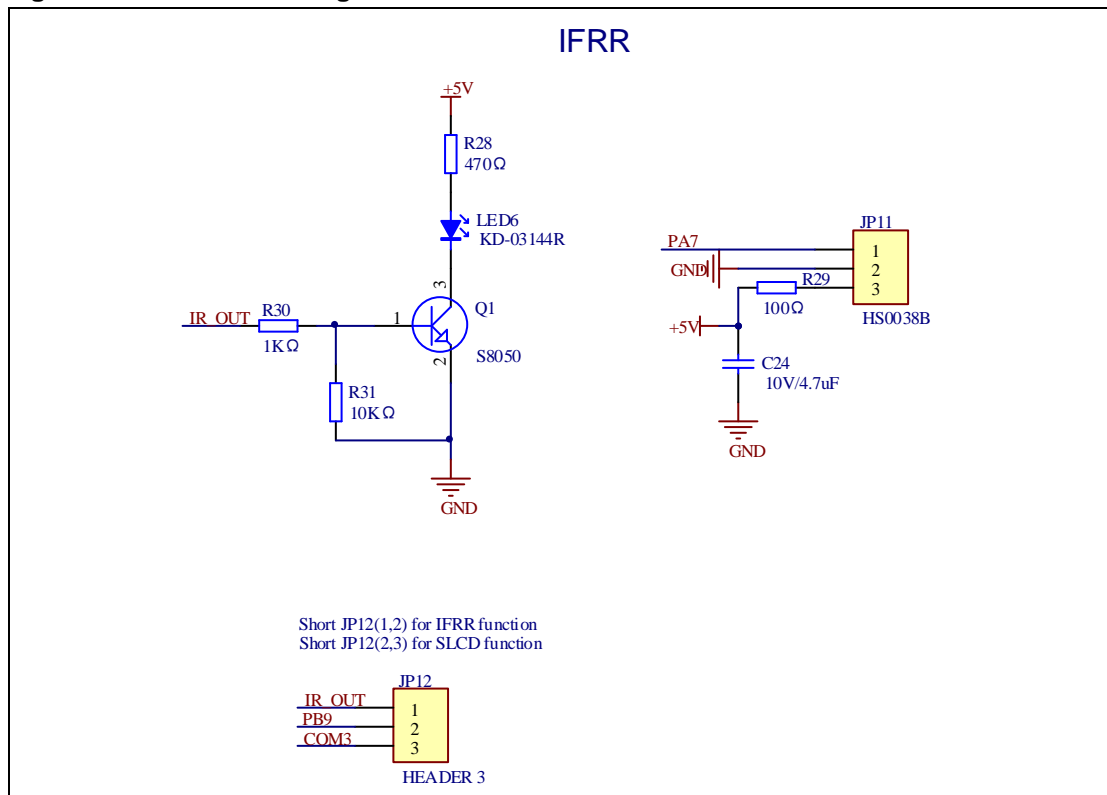 IFRR
+5V
R28
470Ω
LED6
KD-03144R
3
Q1
IR_OUT
R30
1KΩ
1
2
S8050
R31
10KΩ
GND
JP11
PA7
1
GND
2
R29
3
100Ω
HS0038B
+5V
C24
10V/4.7uF
GND
Short JP12(1,2) for IFRR function
Short JP12(2,3) for SLCD function
JP12
IR_OUT
1
PB9
2
COM3
3
HEADER 3